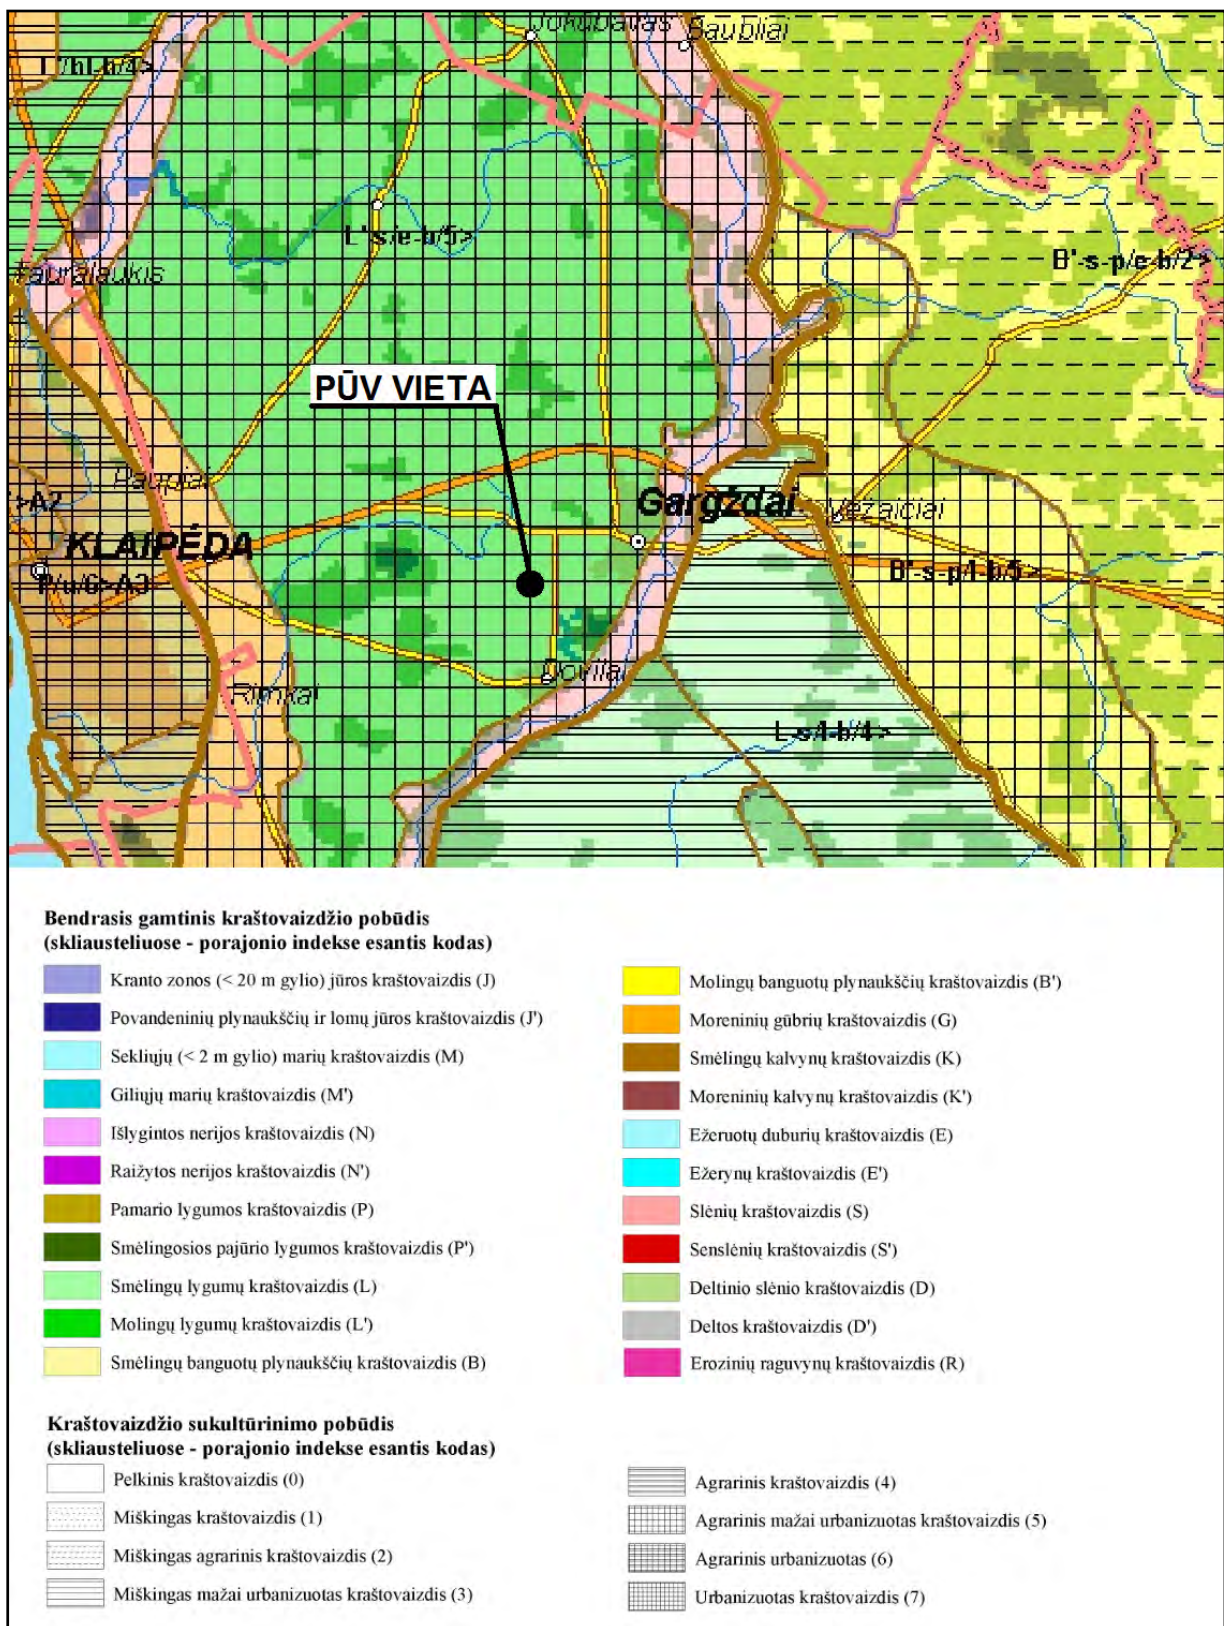 Jokūbavas
Saupliai
L'/bl-b/4>
L'-s/e-b/5>
Tauralaukis
B'-s-p/e-b/2>
PŪV VIETA
Gargždai
Vėžaičiai
>A2
KLAIPĖDA
P/u/6>A3
B'-s-p/l-b/5>
Dovilai
Rimkai
L-s/l-b/4>
Bendrasis gamtinis kraštovaizdžio pobūdis
(skliausteliuose - porajonio indekse esantis kodas)
Kranto zonos (< 20 m gylio) jūros kraštovaizdis (J)
Povandeninių plynaukščių ir lomų jūros kraštovaizdis (J')
Sekliųjų (< 2 m gylio) marių kraštovaizdis (M)
Giliųjų marių kraštovaizdis (M')
Išlygintos nerijos kraštovaizdis (N)
Raižytos nerijos kraštovaizdis (N')
Pamario lygumos kraštovaizdis (P)
Smėlingosios pajūrio lygumos kraštovaizdis (P')
Smėlingų lygumų kraštovaizdis (L)
Molingų lygumų kraštovaizdis (L')
Smėlingų banguotų plynaukščių kraštovaizdis (B)
Molingų banguotų plynaukščių kraštovaizdis (B')
Moreninių gūbrių kraštovaizdis (G)
Smėlingų kalvynų kraštovaizdis (K)
Moreninių kalvynų kraštovaizdis (K')
Ežeruotų duburių kraštovaizdis (E)
Ežerynų kraštovaizdis (E')
Slėnių kraštovaizdis (S)
Senslėnių kraštovaizdis (S')
Deltinio slėnio kraštovaizdis (D)
Deltos kraštovaizdis (D')
Erozinių raguvynų kraštovaizdis (R)
Kraštovaizdžio sukultūrinimo pobūdis
(skliausteliuose - porajonio indekse esantis kodas)
Pelkinis kraštovaizdis (0)
Miškingas kraštovaizdis (1)
Miškingas agrarinis kraštovaizdis (2)
Miškingas mažai urbanizuotas kraštovaizdis (3)
Agrarinis kraštovaizdis (4)
Agrarinis mažai urbanizuotas kraštovaizdis (5)
Agrarinis urbanizuotas (6)
Urbanizuotas kraštovaizdis (7)